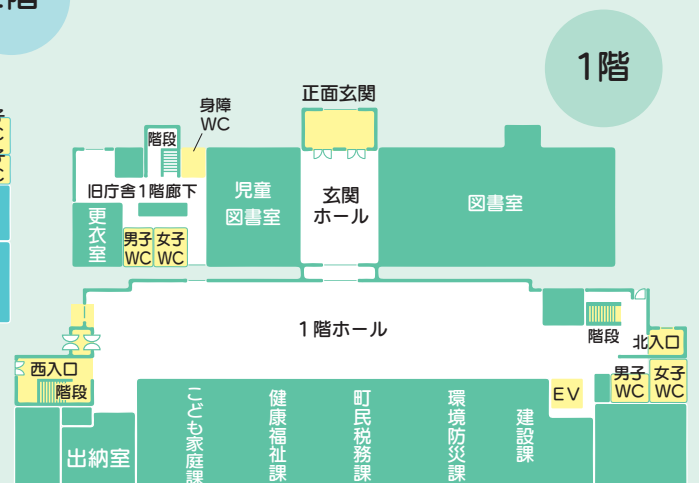 階
1階
正面玄関
身障
WC
階段
旧庁舎1階廊下
児童
図書室
玄関
ホール
図書室
更衣室
男子
WC
女子
WC
1階ホール
階段
北入口
西入口
階段
男子
WC
女子
WC
EV
こども家庭課
健康福祉課
町民税務課
環境防災課
建設課
出納室